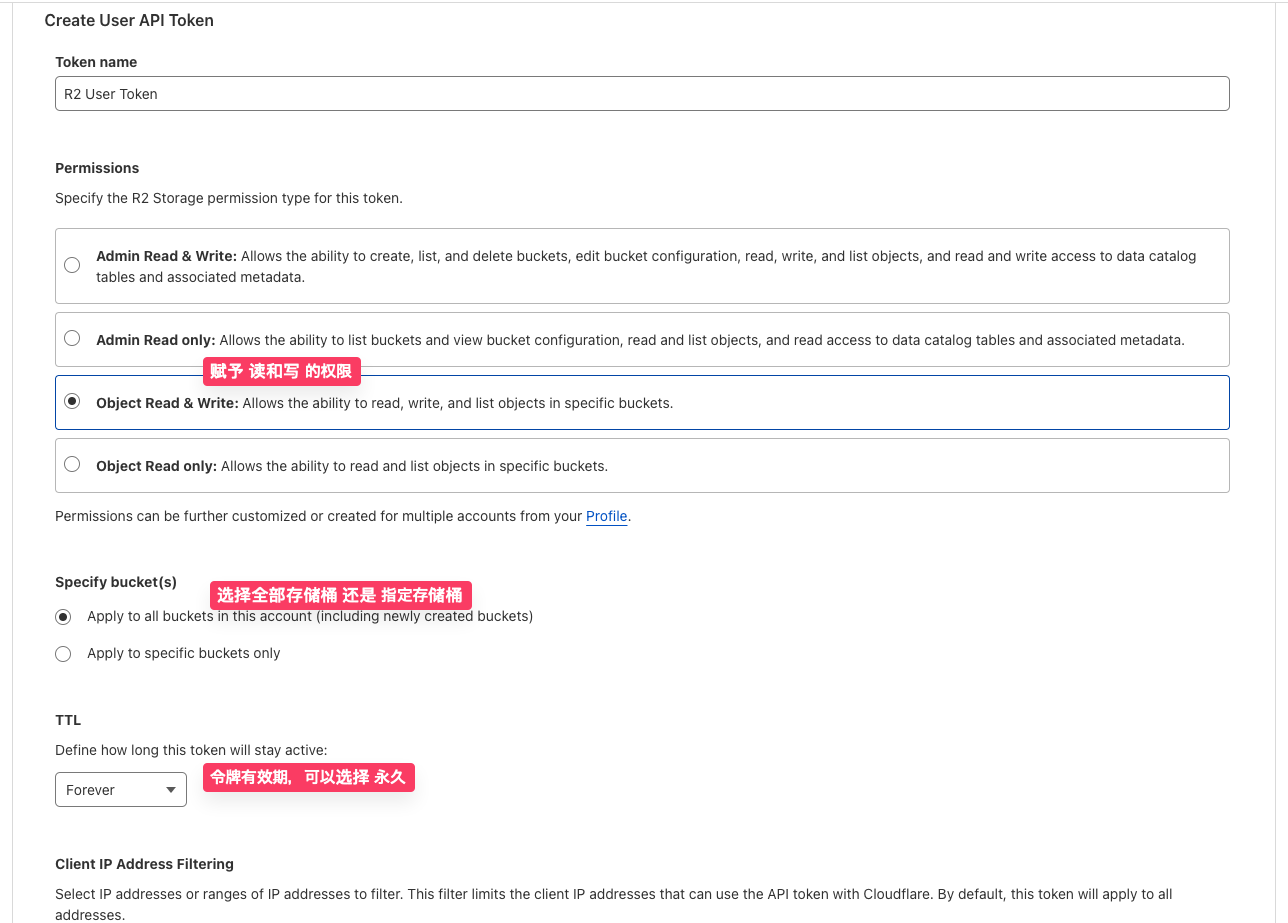 Create User API Token
Token name
R2 User Token
Permissions
Specify the R2 Storage permission type for this token.
Admin Read & Write: Allows the ability to create, list, and delete buckets, edit bucket configuration, read, write, and list objects, and read and write access to data catalog
tables and associated metadata.
Admin Read only: Allows the ability to list buckets and view bucket configuration, read and list objects, and read access to data catalog tables and associated metadata.
赋予 读和写 的权限
Object Read & Write: Allows the ability to read, write, and list objects in specific buckets.
Object Read only: Allows the ability to read and list objects in specific buckets.
Permissions can be further customized or created for multiple accounts from your Profile.
Specify bucket(s)
选择全部存储桶 还是 指定存储桶
Apply to all buckets in this account (including newly created buckets)
Apply to specific buckets only
TTL
Define how long this token will stay active:
令牌有效期，可以选择 永久
Forever
Client IP Address Filtering
Select IP addresses or ranges of IP addresses to filter. This filter limits the client IP addresses that can use the API token with Cloudflare. By default, this token will apply to all
addresses.